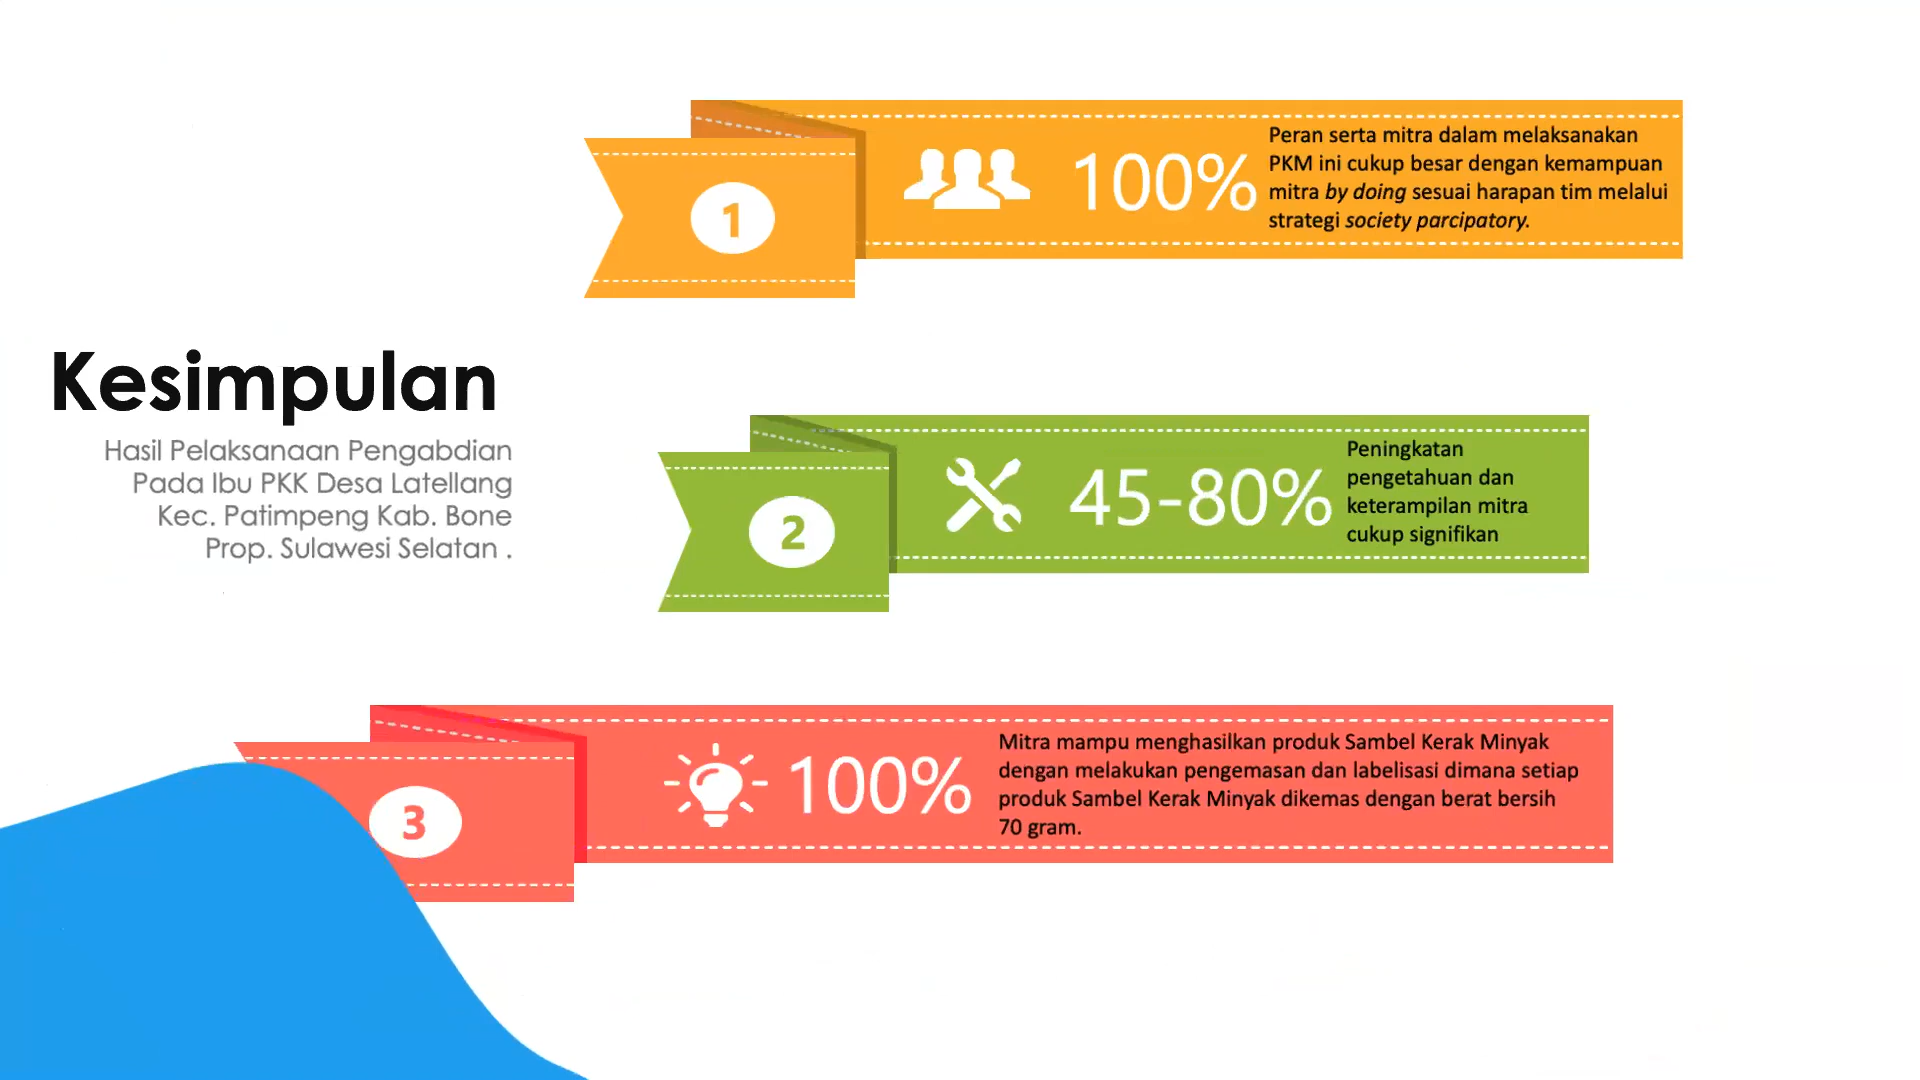 Kesimpulan
Hasil Pelaksanaan Pengabdian
Pada Ibu PKK Desa Latellang
Kec. Patimpeng Kab. Bone
Prop. Sulawesi Selatan .
1
100%
Peran serta mitra dalam melaksanakan
PKM ini cukup besar dengan kemampuan
mitra by doing sesuai harapan tim melalui
strategi society parcipatory.
2
45-80%
Peningkatan
pengetahuan dan
keterampilan mitra
cukup signifikan
3
100%
Mitra mampu menghasilkan produk Sambel Kerak Minyak
dengan melakukan pengemasan dan labelisasi dimana setiap
produk Sambel Kerak Minyak dikemas dengan berat bersih
70 gram.